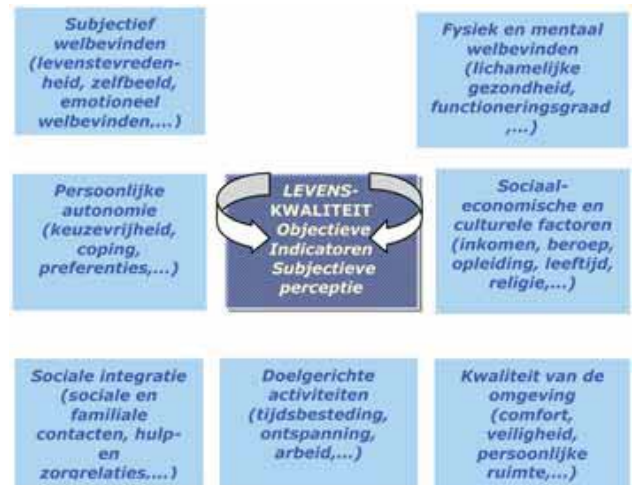 Subjectief
welbevinden
(levenstevreden-
heid, zelfbeeld,
emotioneel
welbevinden,...)
Fysiek en mentaal
welbevinden
(lichamelijke
gezondheid,
functioneringsgraad
,...)
Persoonlijke
autonomie
(keuzevrijheid,
coping,
preferenties,...)
LEVENS-
KWALITEIT
Objectieve
Indicatoren
Subjectieve
perceptie
Sociaal-
economische en
culturele factoren
(inkomen, beroep,
opleiding, leeftijd,
religie,...)
Sociale integratie
(sociale en
familiale
contacten, hulp-
en
zorgrelaties,...)
Doelgerichte
activiteiten
(tijdsbesteding,
ontspanning,
arbeid,...)
Kwaliteit van de
omgeving
(comfort,
veiligheid,
persoonlijke
ruimte,...)